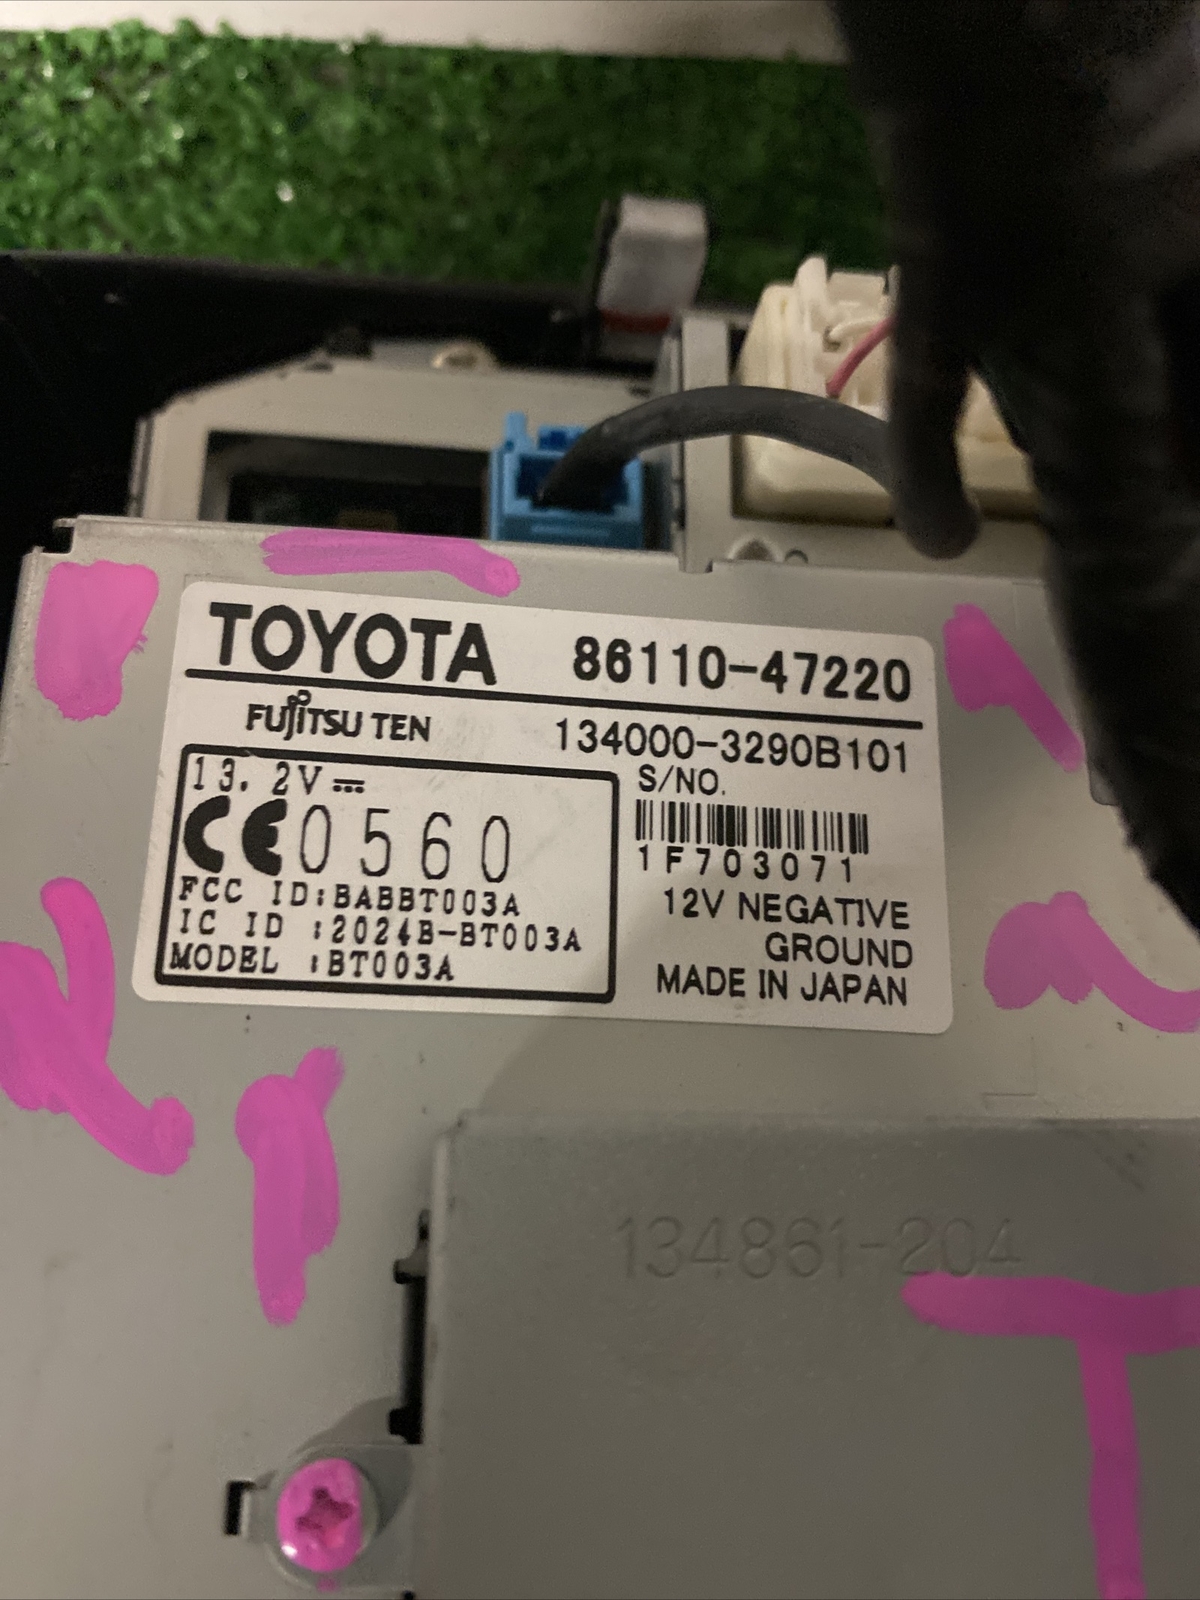 TOYOTA 86110-47220
FUJITSU TEN 134000-3290B101
13.2V
CE0560
FCC ID:BABBT003A
IC ID :2024B-BT003A
MODEL :BT003A
S/NO.
1F703071
12V NEGATIVE
GROUND
MADE IN JAPAN
134861-204
T